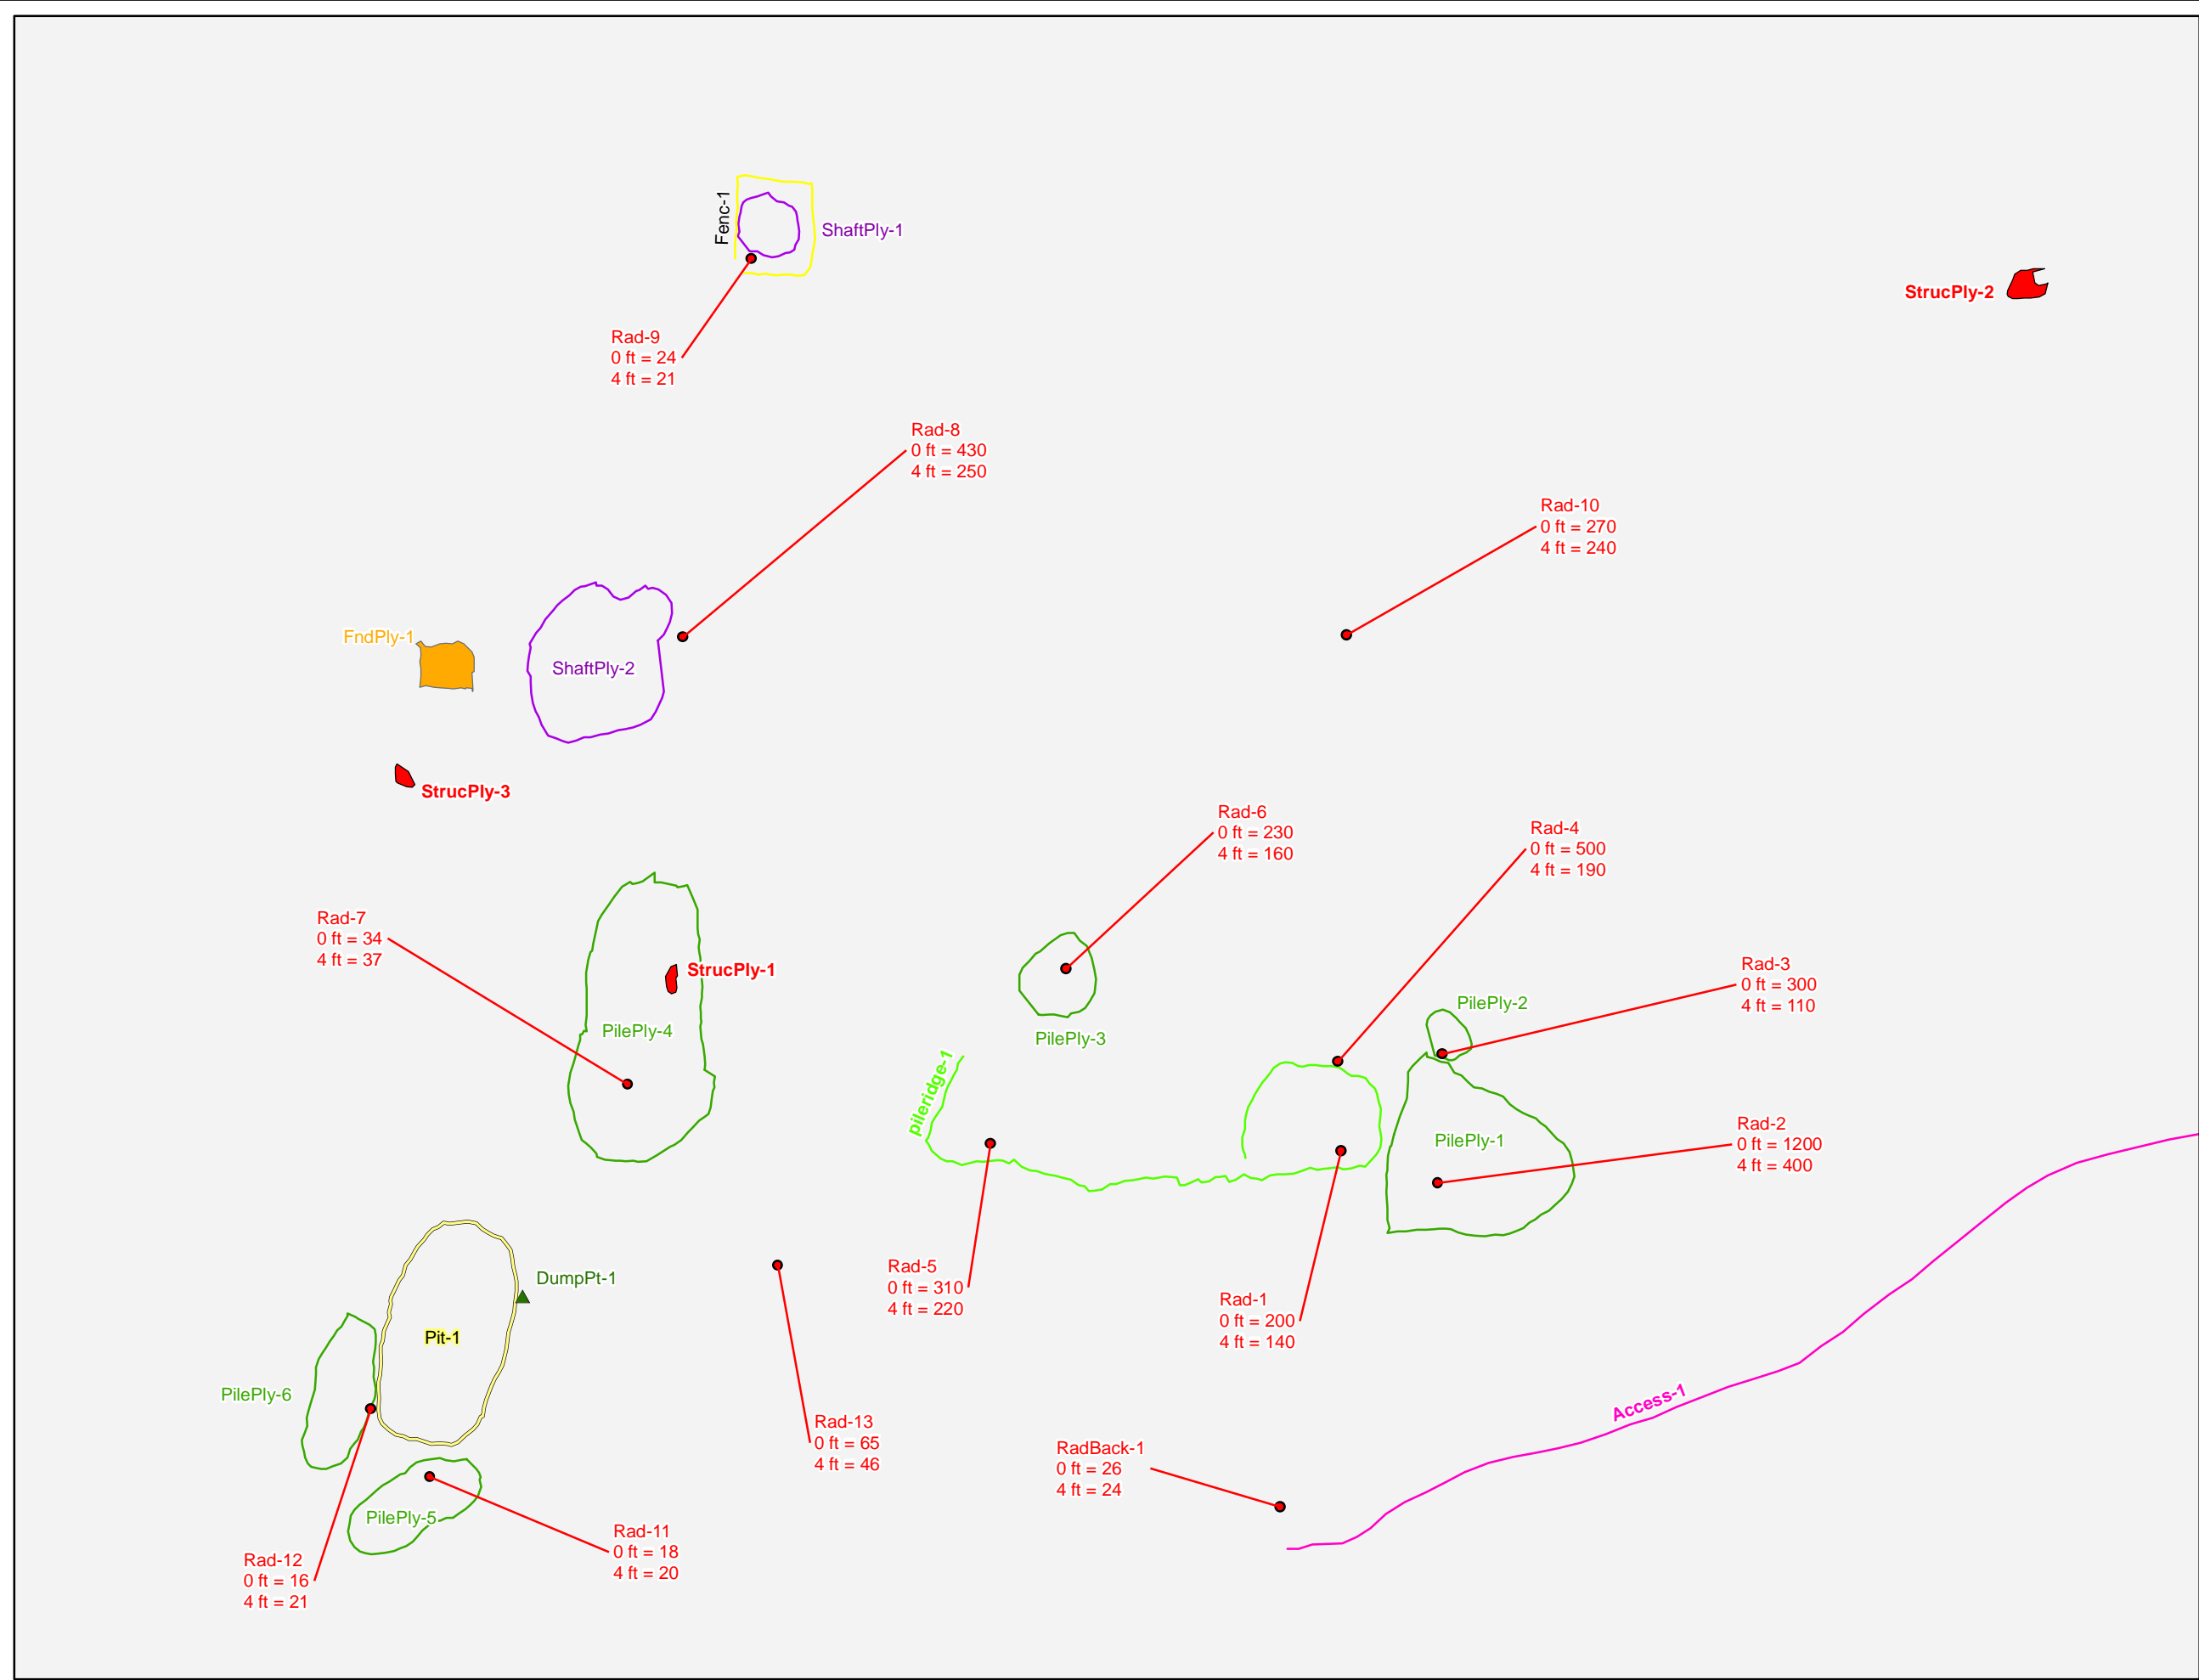 Fenc-1
ShaftPly-1
StrucPly-2
Rad-9
0 ft = 24
4 ft = 21
Rad-8
0 ft = 430
4 ft = 250
Rad-10
0 ft = 270
4 ft = 240
FndPly-1
ShaftPly-2
StrucPly-3
Rad-6
0 ft = 230
4 ft = 160
Rad-4
0 ft = 500
4 ft = 190
Rad-7
0 ft = 34
4 ft = 37
StrucPly-1
Rad-3
0 ft = 300
4 ft = 110
PilePly-2
PilePly-4
PilePly-3
pileridge-1
Rad-2
0 ft = 1200
4 ft = 400
PilePly-1
Rad-5
0 ft = 310
4 ft = 220
DumpPt-1
Rad-1
0 ft = 200
4 ft = 140
Pit-1
PilePly-6
Access-1
Rad-13
0 ft = 65
4 ft = 46
RadBack-1
0 ft = 26
4 ft = 24
PilePly-5
Rad-11
0 ft = 18
4 ft = 20
Rad-12
0 ft = 16
4 ft = 21